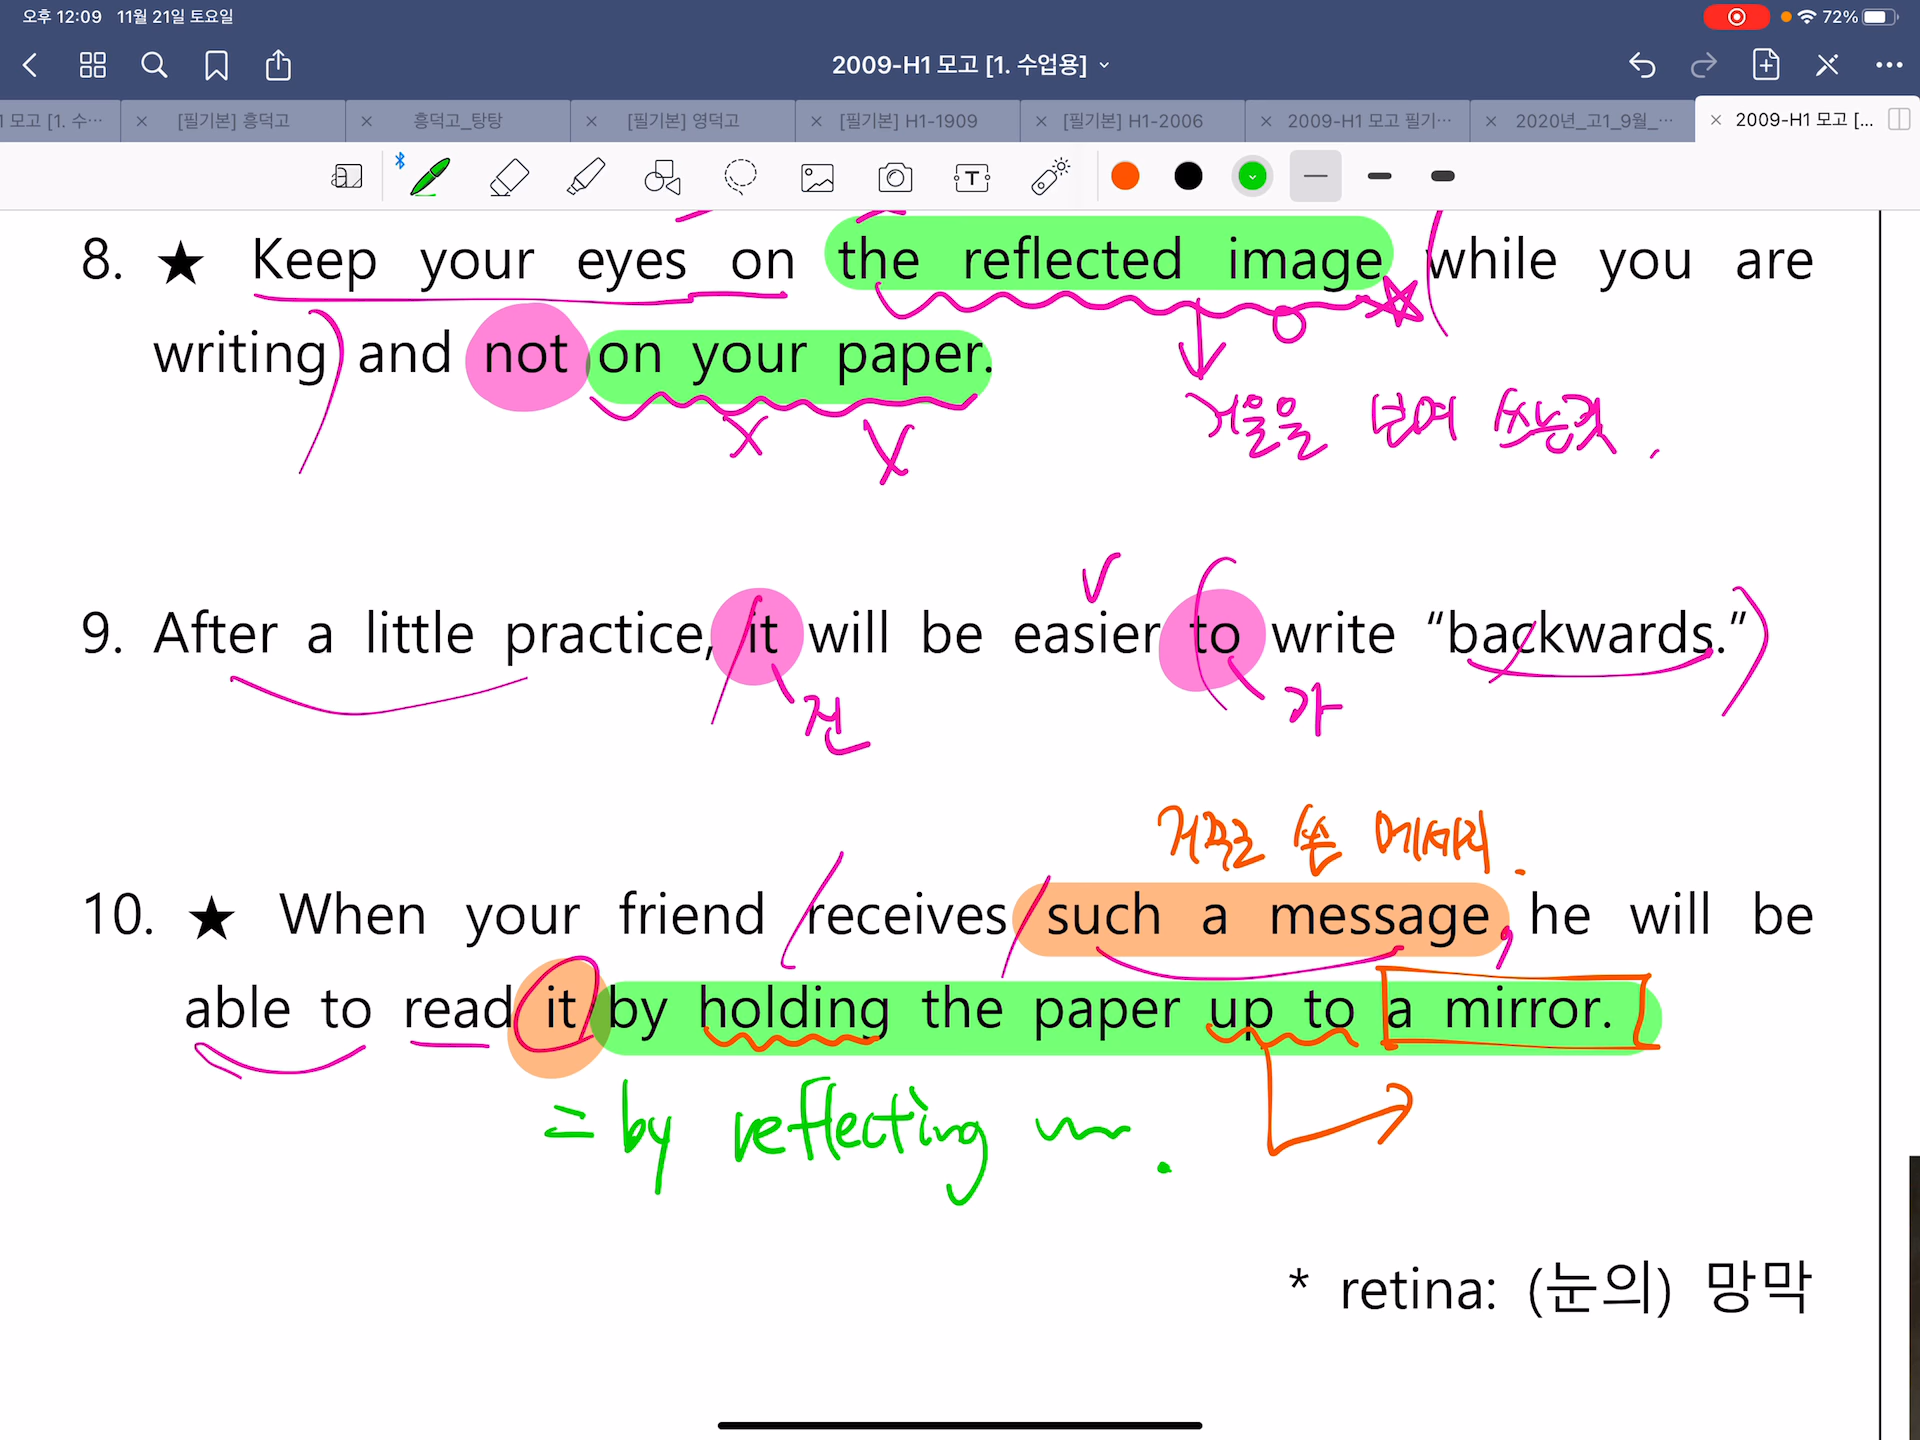 오후 12:09 11월 21일 토요일
72%
2009-H1 모고 [1. 수업용]
모고 [1. 수…
[필기본] 흥덕고
흥덕고_탕탕
[필기본] 영덕고
[필기본] H1-1909
[필기본] H1-2006
2009-H1 모고 필기…
2020년_고1_9월_…
2009-H1 모고 […
8. ★ Keep your eyes on the reflected image while you are
writing and not on your paper.
거울을 보며 쓰는것.
X X
9. After a little practice, it will be easier to write “backwards.”
진 가
거꾸로 쓴 메세지.
10. ★ When your friend receives such a message, he will be
able to read it by holding the paper up to a mirror.
= by reflecting
* retina: (눈의) 망막